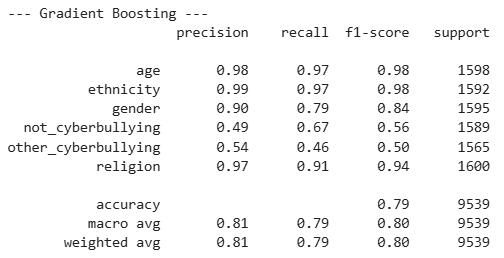 --- Gradient Boosting ---
precision recall f1-score support
age 0.98 0.97 0.98 1598
ethnicity 0.99 0.97 0.98 1592
gender 0.90 0.79 0.84 1595
not_cyberbullying 0.49 0.67 0.56 1589
other_cyberbullying 0.54 0.46 0.50 1565
religion 0.97 0.91 0.94 1600
accuracy 0.79 9539
macro avg 0.81 0.79 0.80 9539
weighted avg 0.81 0.79 0.80 9539